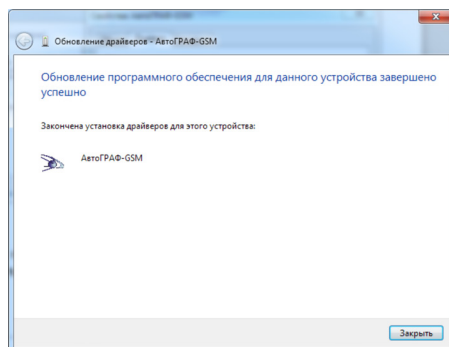 Обновление драйверов - АвтоГРАФ-GSM
Обновление программного обеспечения для данного устройства завершено
успешно
Закончена установка драйверов для этого устройства:
АвтоГРАФ-GSM
Закрыть